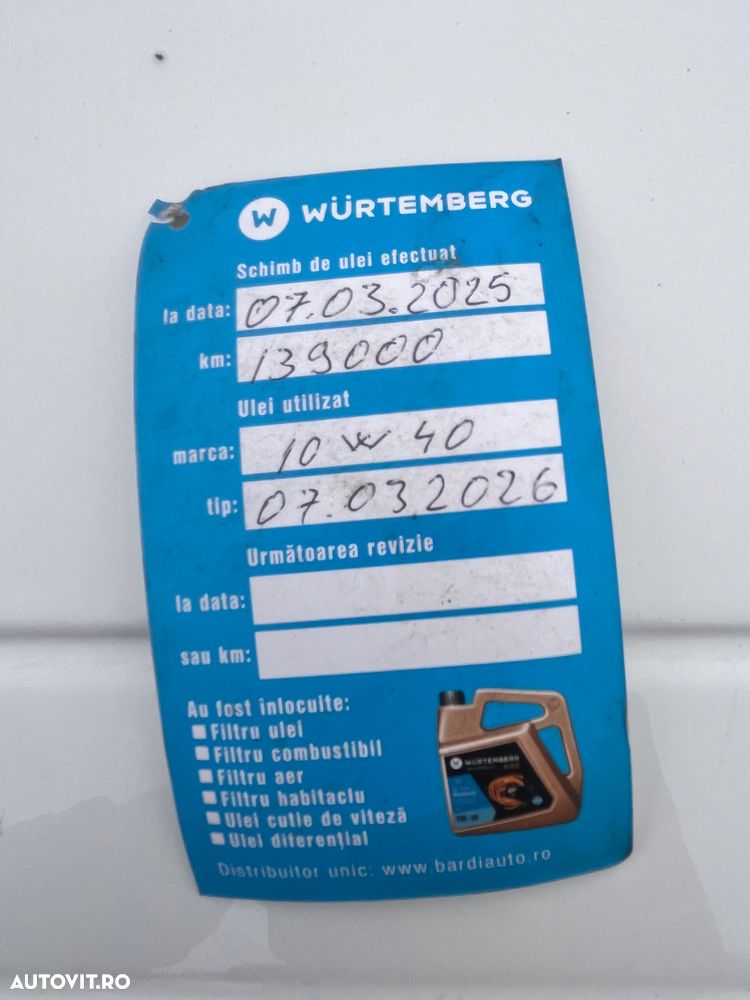 W WÜRTEMBERG
Schimb de ulei efectuat
la data: 07.03.2025
km: 139000
Ulei utilizat
marca: 10 W 40
tip: 07.03.2026
Următoarea revizie
la data:
sau km:
Au fost înlocuite:
Filtru ulei
Filtru combustibil
Filtru aer
Filtru habitaclu
Ulei cutie de viteză
Ulei diferențial
W WÜRTEMBERG
Distribuitor unic: www.bardiauto.ro
AUTOVIT.RO